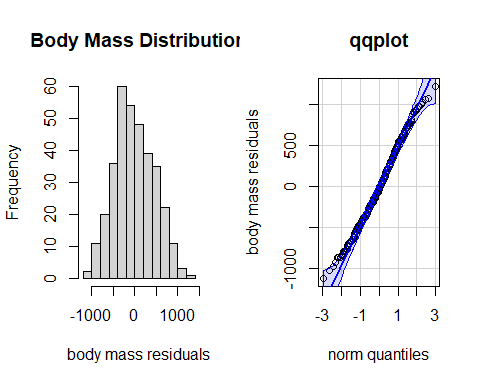 Body Mass Distribution
Frequency
0 10 20 30 40 50 60
-1000 0 1000
body mass residuals
qqplot
body mass residuals
-1000 0 500
-3 -1 1 3
norm quantiles